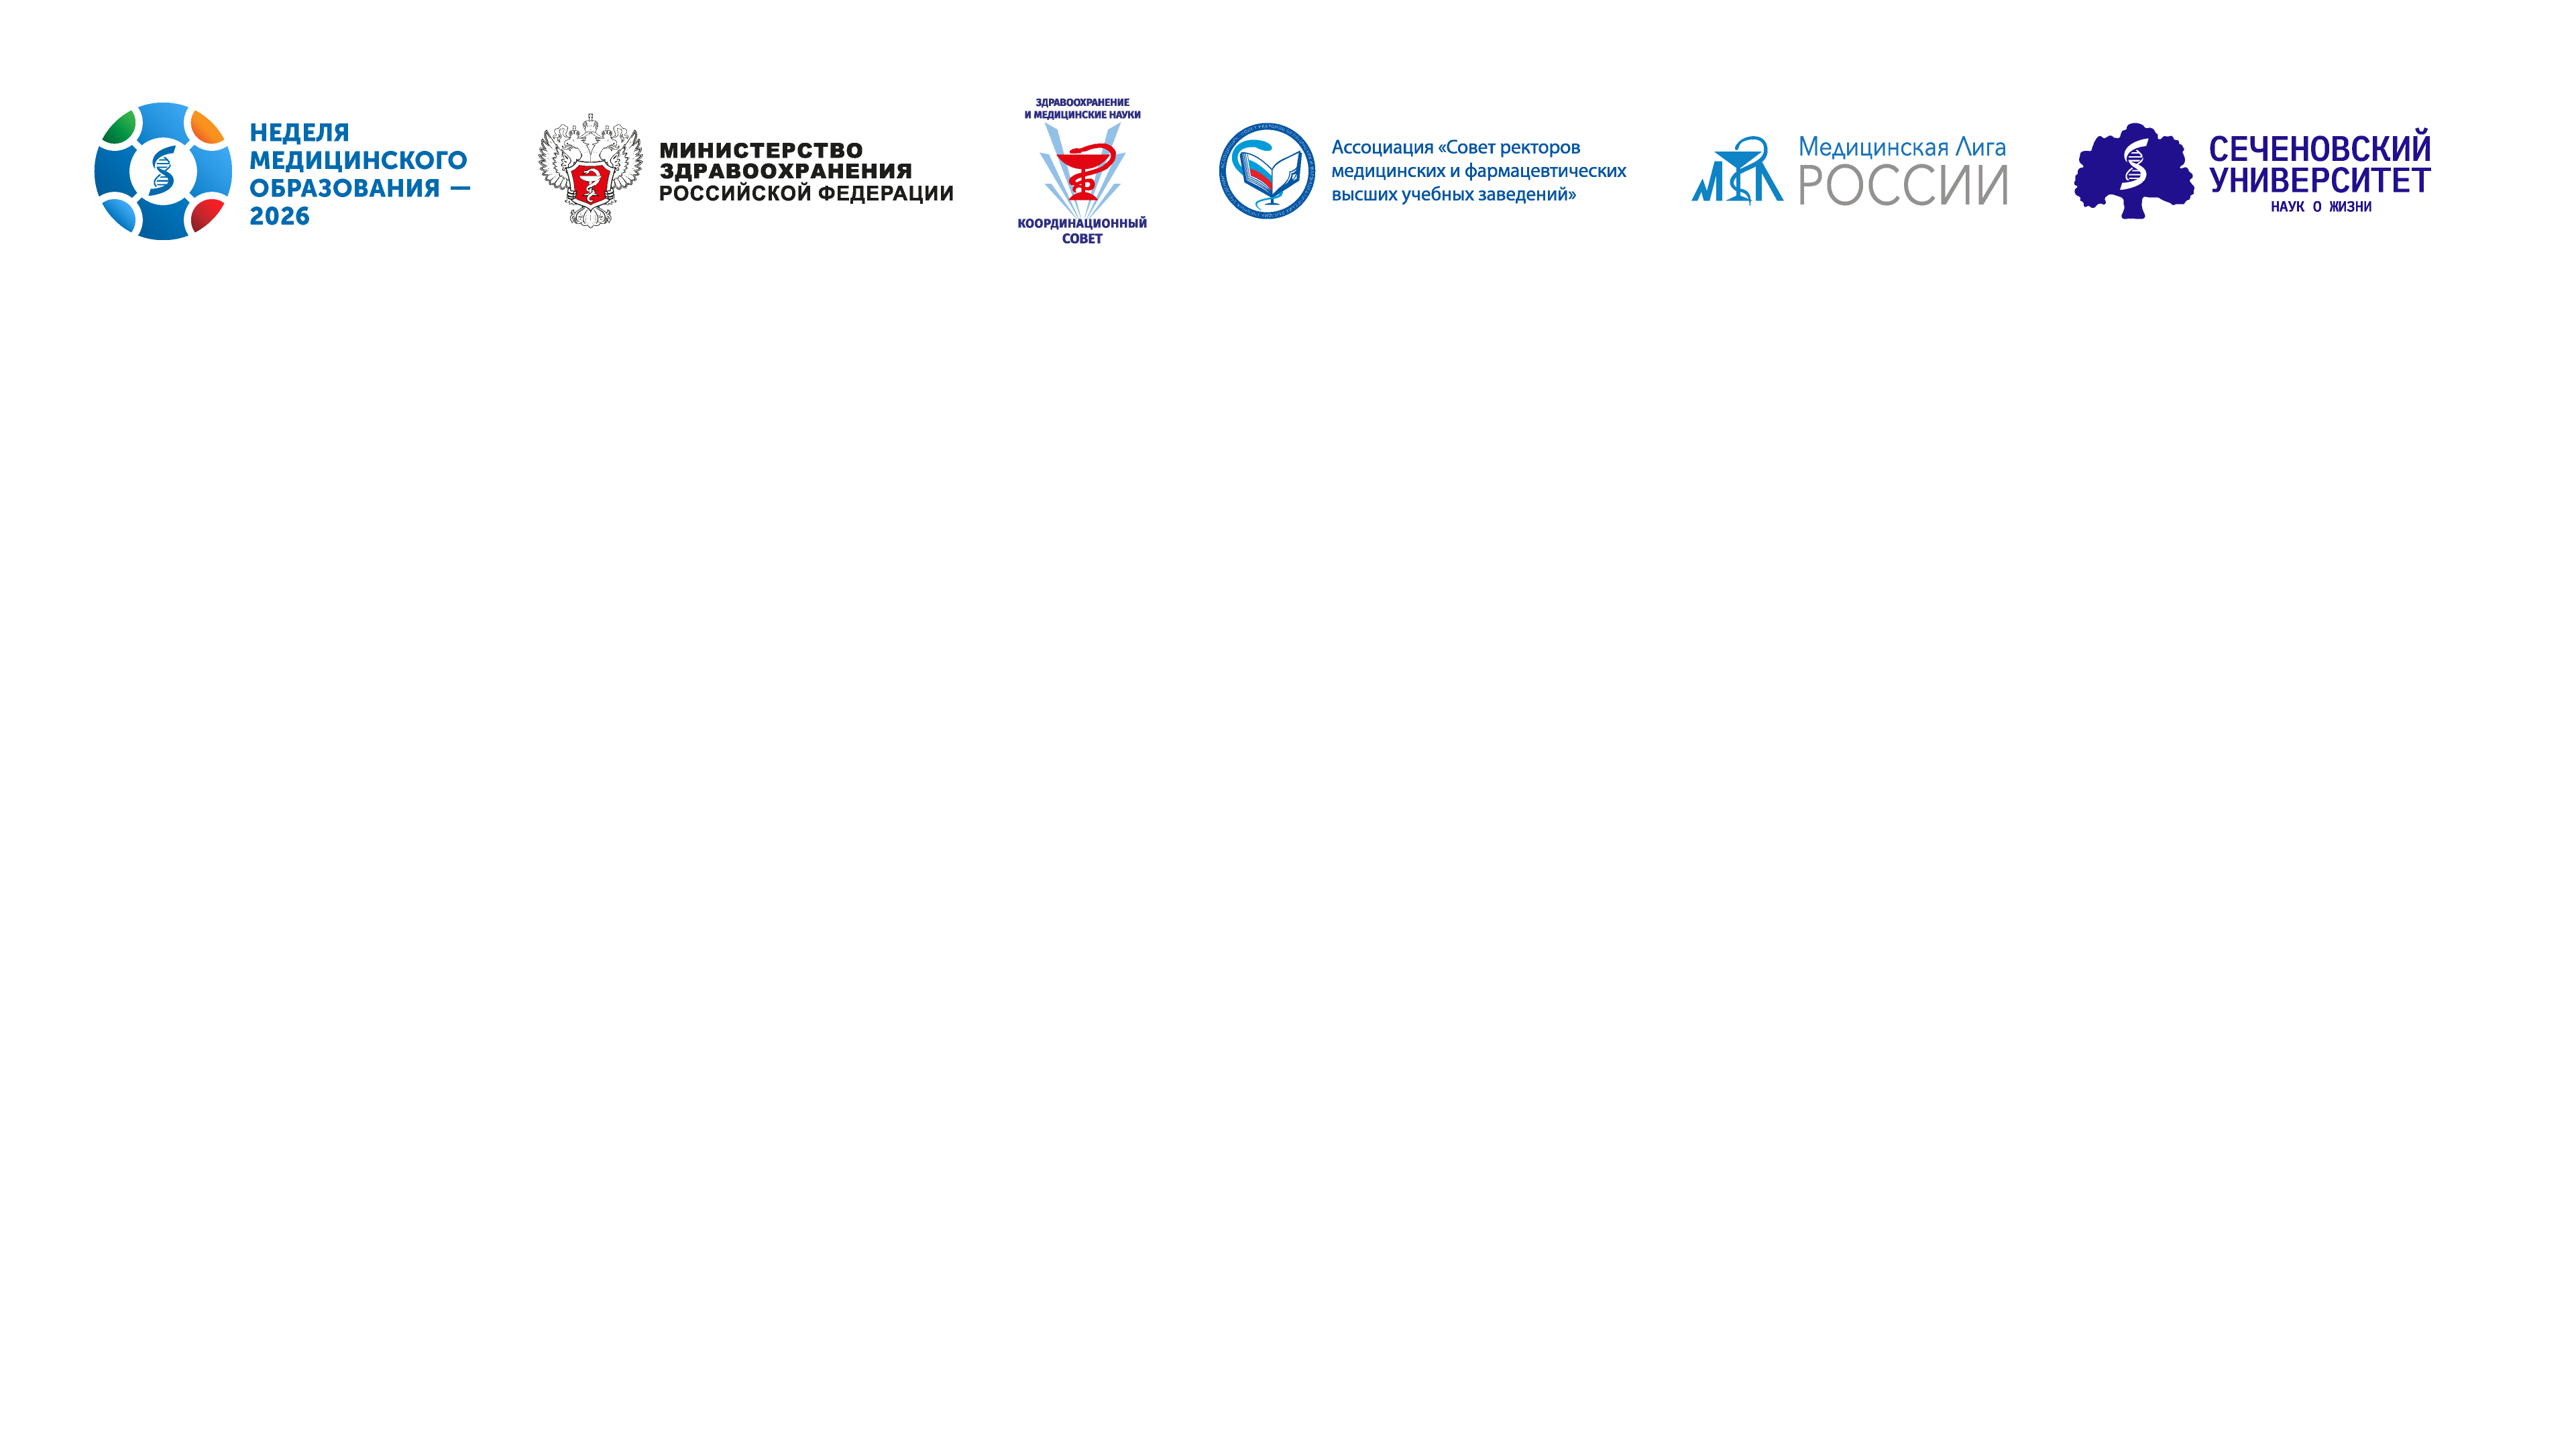 НЕДЕЛЯ
МЕДИЦИНСКОГО
ОБРАЗОВАНИЯ —
2026
МИНИСТЕРСТВО
ЗДРАВООХРАНЕНИЯ
РОССИЙСКОЙ ФЕДЕРАЦИИ
ЗДРАВООХРАНЕНИЕ
И МЕДИЦИНСКИЕ НАУКИ
КООРДИНАЦИОННЫЙ
СОВЕТ
Ассоциация «Совет ректоров
медицинских и фармацевтических
высших учебных заведений»
Медицинская Лига
РОССИИ
СЕЧЕНОВСКИЙ
УНИВЕРСИТЕТ
НАУК О ЖИЗНИ